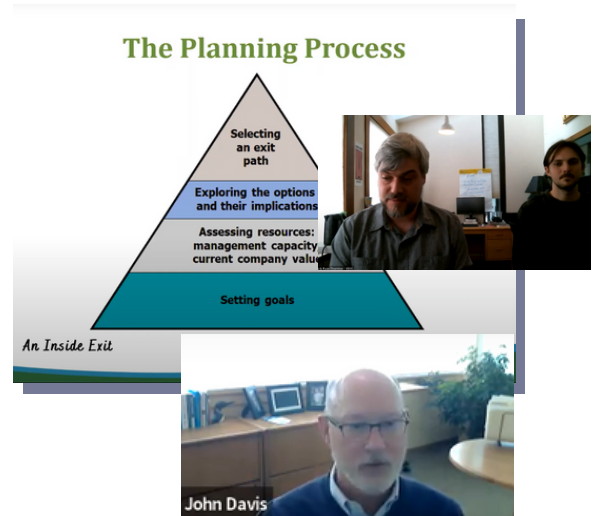 The Planning Process
Selecting
an exit
path
Exploring the options
and their implications
Assessing resources:
management capacity
current company value
Setting goals
An Inside Exit
John Davis